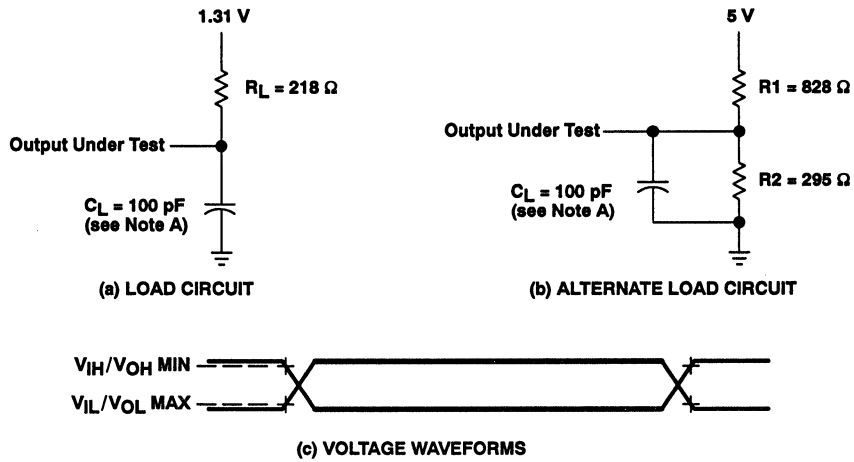 1.31 V
RL = 218 Ω
Output Under Test
CL = 100 pF
(see Note A)
(a) LOAD CIRCUIT
5 V
R1 = 828 Ω
Output Under Test
R2 = 295 Ω
CL = 100 pF
(see Note A)
(b) ALTERNATE LOAD CIRCUIT
VIH/VOH MIN
VIL/VOL MAX
(c) VOLTAGE WAVEFORMS